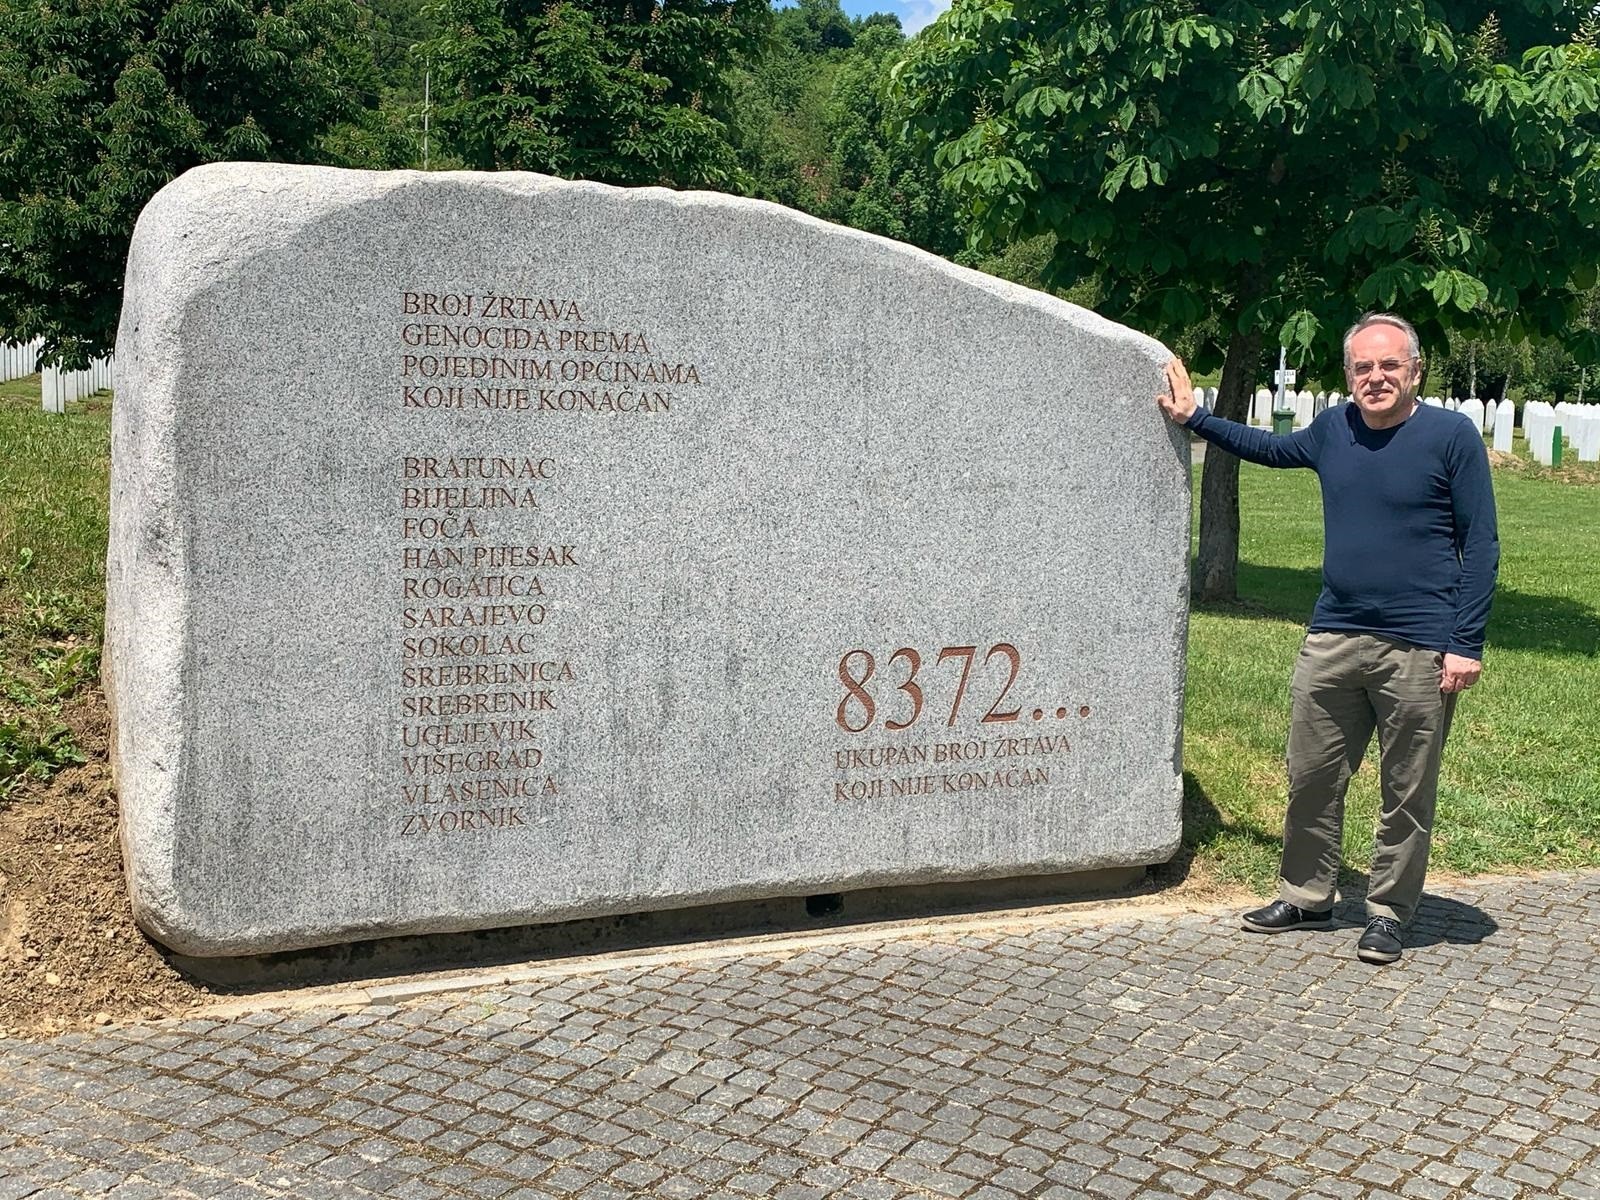 BROJ ŽRTAVA
GENOCIDA PREMA
POJEDINIM OPĆINAMA
KOJI NIJE KONAČAN
BRATUNAC
BIJELJINA
FOČA
HAN PIJESAK
ROGATICA
SARAJEVO
SOKOLAC
SREBRENICA
SREBRENIK
UGLJEVIK
VIŠEGRAD
VLASENICA
ZVORNIK
8372...
UKUPAN BROJ ŽRTAVA
KOJI NIJE KONAČAN